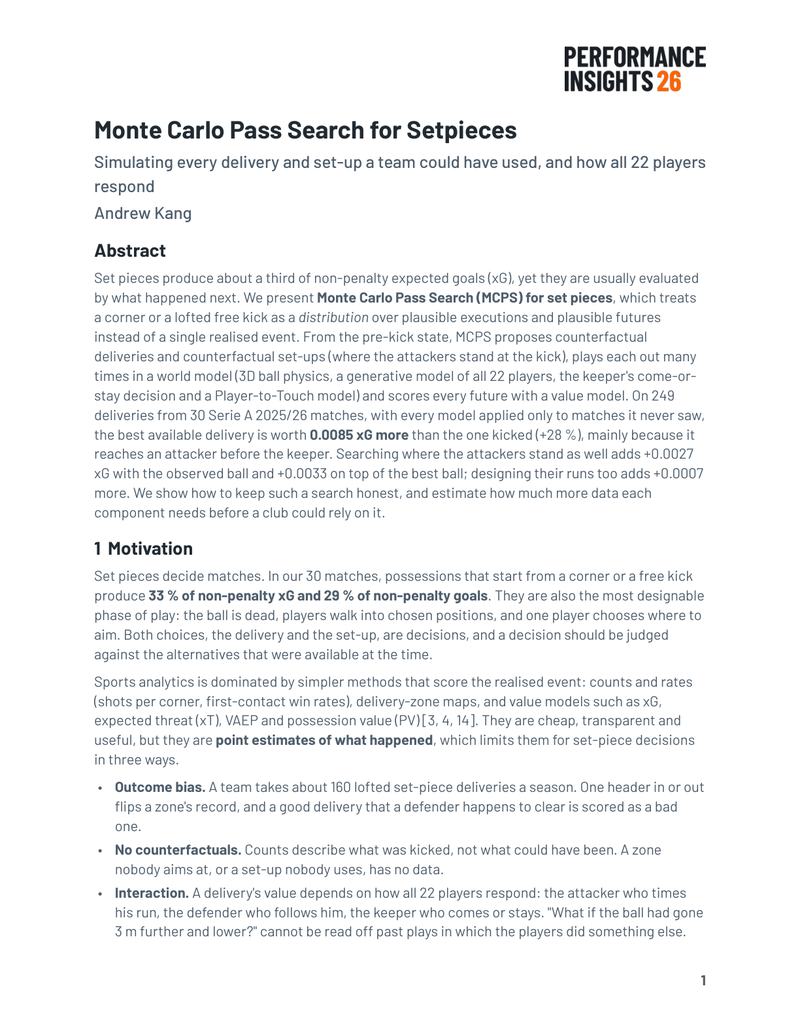 PERFORMANCE
INSIGHTS 26
Monte Carlo Pass Search for Setpieces
Simulating every delivery and set-up a team could have used, and how all 22 players
respond
Andrew Kang
Abstract
Set pieces produce about a third of non-penalty expected goals (xG), yet they are usually evaluated
by what happened next. We present Monte Carlo Pass Search (MCPS) for set pieces, which treats
a corner or a lofted free kick as a distribution over plausible executions and plausible futures
instead of a single realised event. From the pre-kick state, MCPS proposes counterfactual
deliveries and counterfactual set-ups (where the attackers stand at the kick), plays each out many
times in a world model (3D ball physics, a generative model of all 22 players, the keeper's come-or-
stay decision and a Player-to-Touch model) and scores every future with a value model. On 249
deliveries from 30 Serie A 2025/26 matches, with every model applied only to matches it never saw,
the best available delivery is worth 0.0085 xG more than the one kicked (+28 %), mainly because it
reaches an attacker before the keeper. Searching where the attackers stand as well adds +0.0027
xG with the observed ball and +0.0033 on top of the best ball; designing their runs too adds +0.0007
more. We show how to keep such a search honest, and estimate how much more data each
component needs before a club could rely on it.
1 Motivation
Set pieces decide matches. In our 30 matches, possessions that start from a corner or a free kick
produce 33 % of non-penalty xG and 29 % of non-penalty goals. They are also the most designable
phase of play: the ball is dead, players walk into chosen positions, and one player chooses where to
aim. Both choices, the delivery and the set-up, are decisions, and a decision should be judged
against the alternatives that were available at the time.
Sports analytics is dominated by simpler methods that score the realised event: counts and rates
(shots per corner, first-contact win rates), delivery-zone maps, and value models such as xG,
expected threat (xT), VAEP and possession value (PV) [3, 4, 14]. They are cheap, transparent and
useful, but they are point estimates of what happened, which limits them for set-piece decisions
in three ways.
• Outcome bias. A team takes about 160 lofted set-piece deliveries a season. One header in or out
flips a zone's record, and a good delivery that a defender happens to clear is scored as a bad
one.
• No counterfactuals. Counts describe what was kicked, not what could have been. A zone
nobody aims at, or a set-up nobody uses, has no data.
• Interaction. A delivery's value depends on how all 22 players respond: the attacker who times
his run, the defender who follows him, the keeper who comes or stays. "What if the ball had gone
3 m further and lower?" cannot be read off past plays in which the players did something else.
1